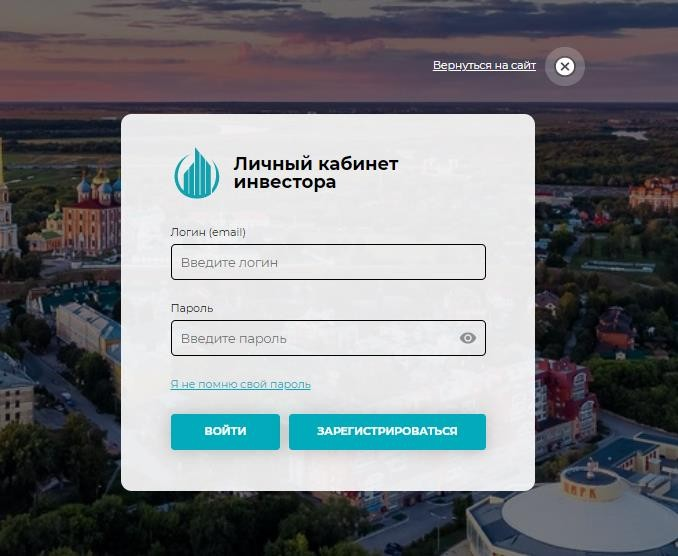 Вернуться на сайт
Личный кабинет
инвестора
Логин (email)
Введите логин
Пароль
Введите пароль
Я не помню свой пароль
ВОЙТИ
ЗАРЕГИСТРИРОВАТЬСЯ
ЦИРК